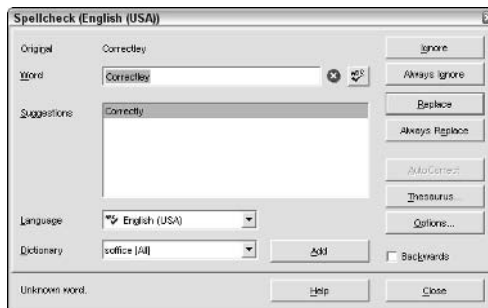 Spellcheck (English (USA))
Original Correctley
Ignore
Word Correctley
Always Ignore
Suggestions Correctly
Replace
Always Replace
AutoCorrect
Thesaurus...
Language English (USA)
Options...
Dictionary soffice [All] Add
Backwards
Unknown word. Help Close